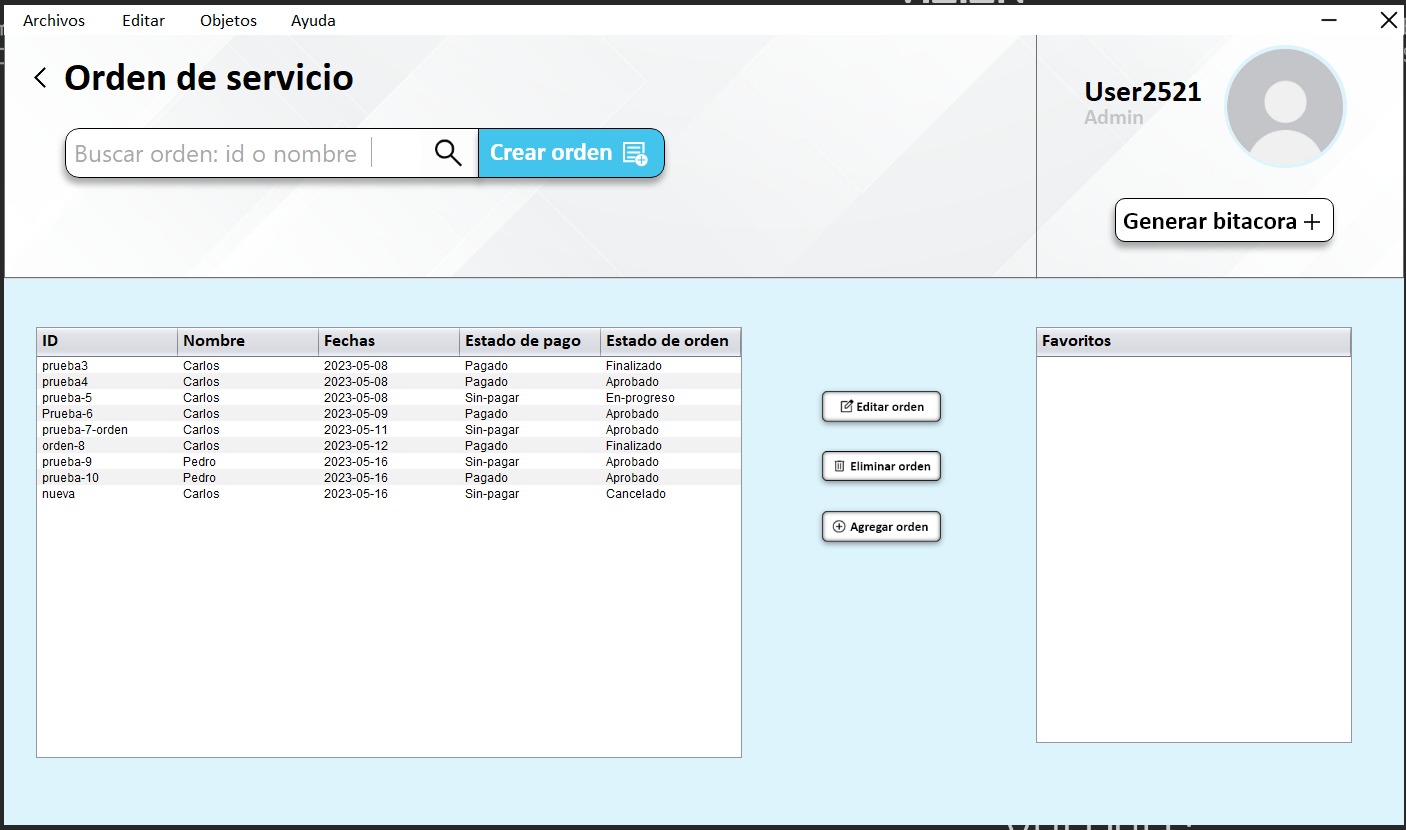 Archivos Editar Objetos Ayuda
Orden de servicio
Buscar orden: id o nombre
Crear orden
User2521
Admin
Generar bitacora
ID Nombre Fechas Estado de pago Estado de orden
prueba3 Carlos 2023-05-08 Pagado Finalizado
prueba4 Carlos 2023-05-08 Pagado Aprobado
prueba-5 Carlos 2023-05-08 Sin-pagar En-progreso
Prueba-6 Carlos 2023-05-09 Pagado Aprobado
prueba-7-orden Carlos 2023-05-11 Sin-pagar Aprobado
orden-8 Carlos 2023-05-12 Pagado Finalizado
prueba-9 Pedro 2023-05-16 Sin-pagar Aprobado
prueba-10 Pedro 2023-05-16 Pagado Aprobado
nueva Carlos 2023-05-16 Sin-pagar Cancelado
Editar orden
Eliminar orden
Agregar orden
Favoritos